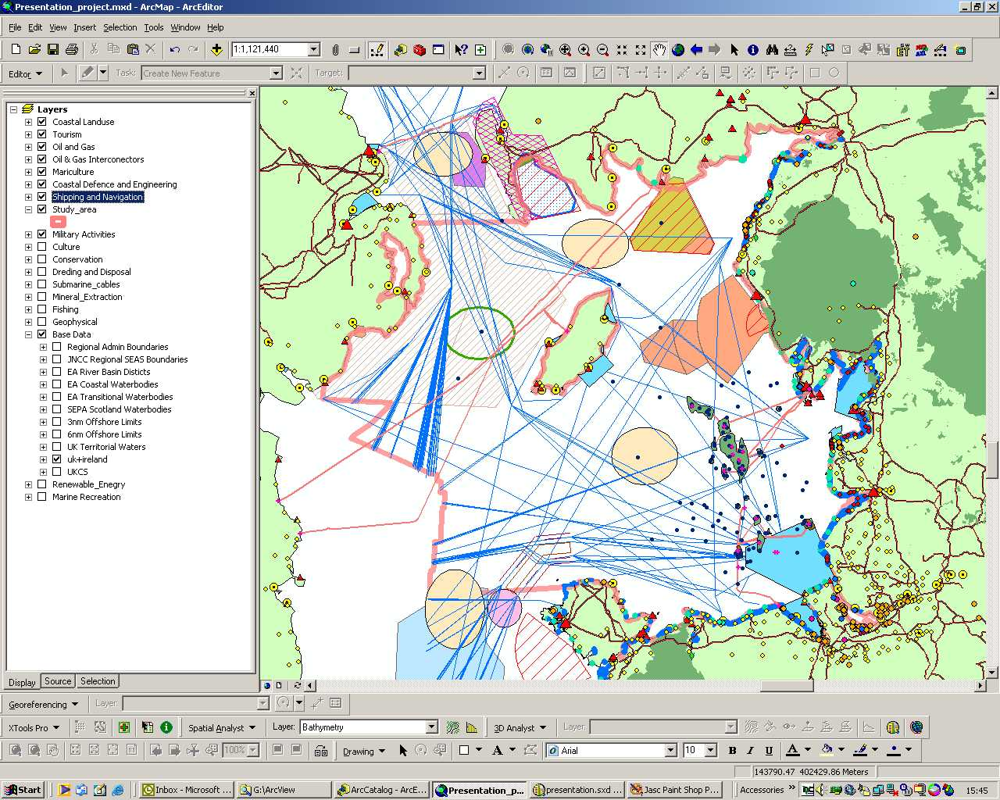 Presentation_project.mxd - ArcMap - ArcEditor
File Edit View Insert Selection Tools Window Help
1:1,121,440
Editor Task: Create New Feature Target:
Layers
Coastal Landuse
Tourism
Oil and Gas
Oil & Gas Interconectors
Mariculture
Coastal Defence and Engineering
Shipping and Navigation
Study_area
Military Activities
Culture
Conservation
Dreding and Disposal
Submarine_cables
Mineral_Extraction
Fishing
Geophysical
Base Data
Regional Admin Boundaries
JNCC Regional SEAS Boundaries
EA River Basin Disticts
EA Coastal Waterbodies
EA Transitional Waterbodies
SEPA Scotland Waterbodies
3nm Offshore Limits
6nm Offshore Limits
UK Territorial Waters
uk+ireland
UKCS
Renewable_Enegry
Marine Recreation
Display Source Selection
Georeferencing Layer:
XTools Pro Spatial Analyst Layer: Bathymetry 3D Analyst Layer:
100% Drawing Arial 10 B I U A
143790.47 402429.86 Meters
Start Inbox - Microsoft ... G:\ArcView ArcCatalog - ArcE... Presentation_p... presentation.sxd ... Jasc Paint Shop P... Accessories 15:45